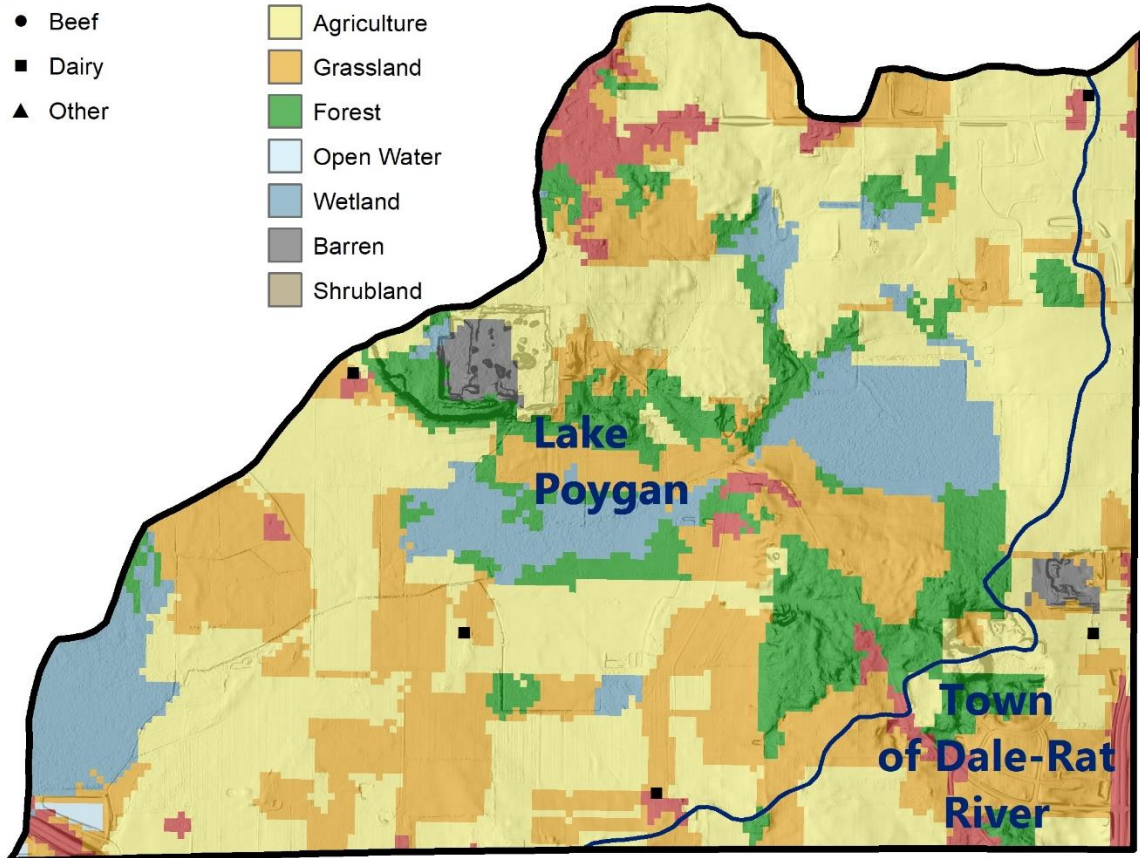 Beef
Dairy
Other
Agriculture
Grassland
Forest
Open Water
Wetland
Barren
Shrubland
Lake
Poygan
Town
of Dale-Rat
River